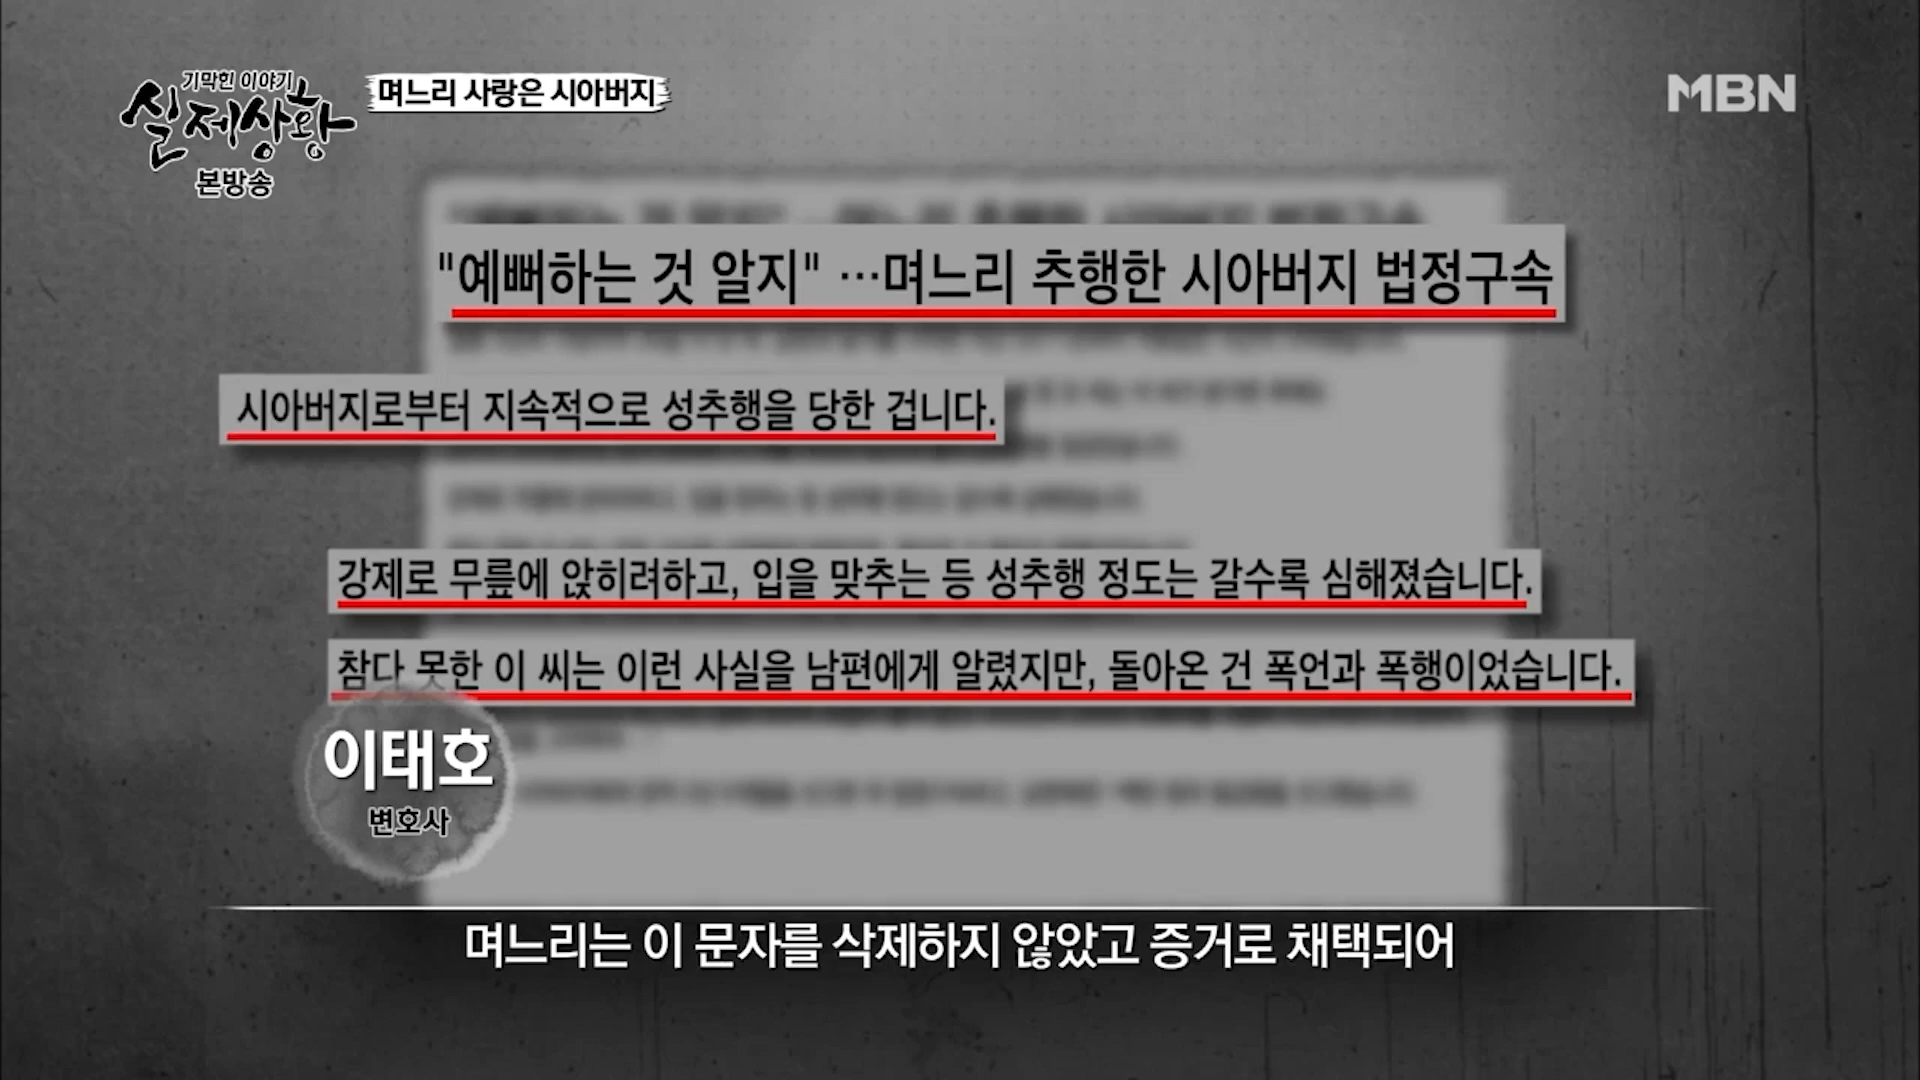 기막힌 이야기
실제상황
본방송
며느리 사랑은 시아버지
MBN
"예뻐하는 것 알지" …며느리 추행한 시아버지 법정구속
시아버지로부터 지속적으로 성추행을 당한 겁니다.
강제로 무릎에 앉히려하고, 입을 맞추는 등 성추행 정도는 갈수록 심해졌습니다.
참다 못한 이 씨는 이런 사실을 남편에게 알렸지만, 돌아온 건 폭언과 폭행이었습니다.
이태호
변호사
며느리는 이 문자를 삭제하지 않았고 증거로 채택되어